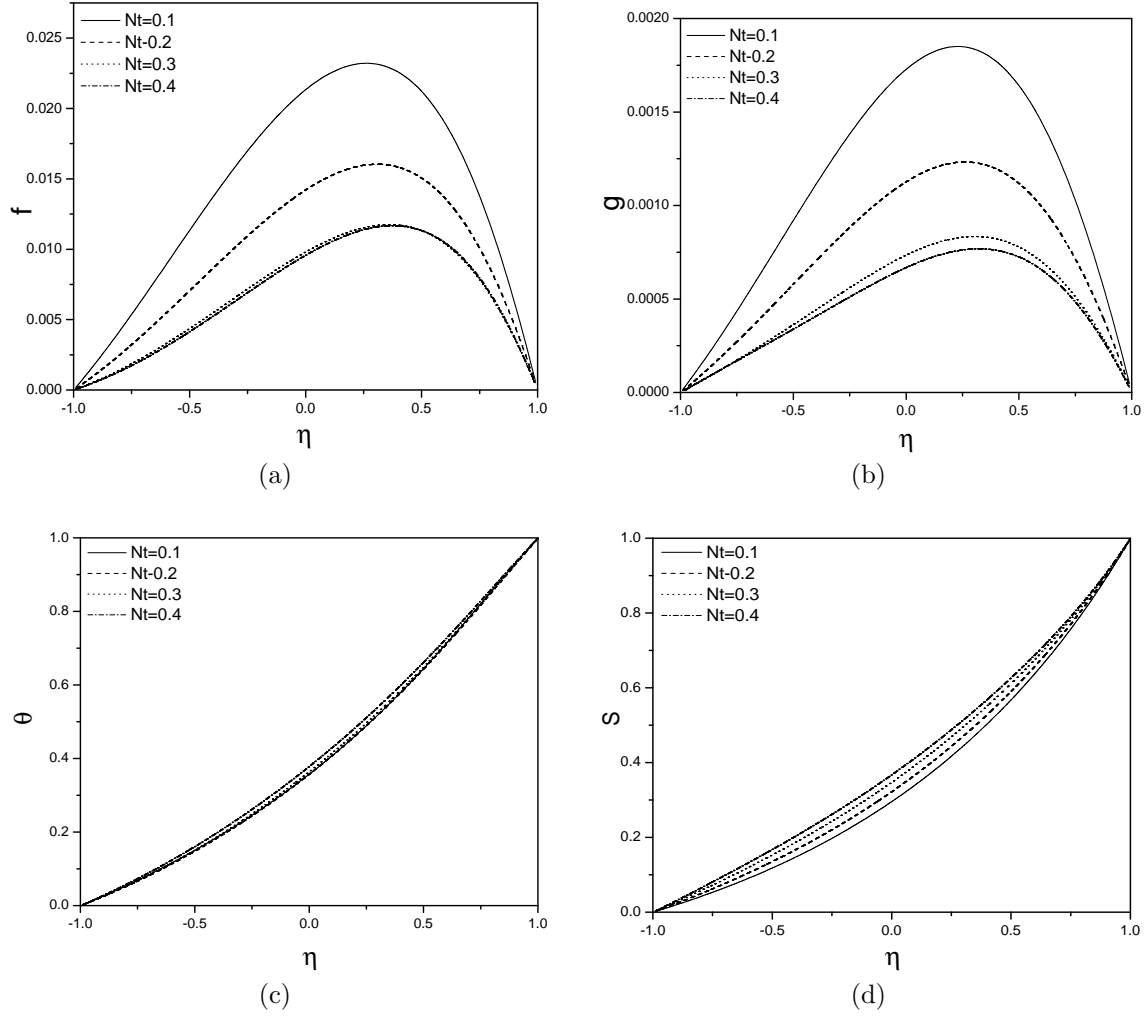 Nt=0.1
Nt-0.2
Nt=0.3
Nt=0.4
0.025
0.020
0.015
0.010
0.005
0.000
f
-1.0 -0.5 0.0 0.5 1.0
η
(a)
Nt=0.1
Nt-0.2
Nt=0.3
Nt=0.4
0.0020
0.0015
0.0010
0.0005
0.0000
g
-1.0 -0.5 0.0 0.5 1.0
η
(b)
Nt=0.1
Nt-0.2
Nt=0.3
Nt=0.4
1.0
0.8
0.6
0.4
0.2
0.0
θ
-1.0 -0.5 0.0 0.5 1.0
η
(c)
Nt=0.1
Nt-0.2
Nt=0.3
Nt=0.4
1.0
0.8
0.6
0.4
0.2
0.0
S
-1.0 -0.5 0.0 0.5 1.0
η
(d)